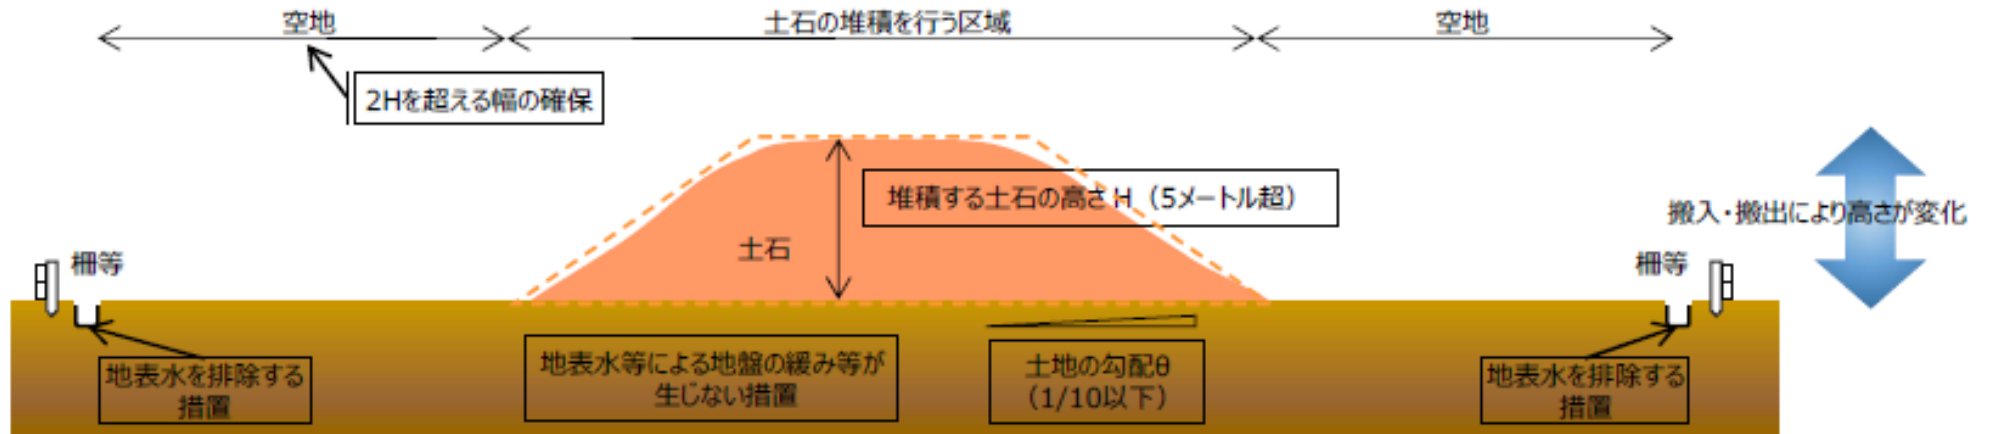 空地
土石の堆積を行う区域
空地
2Hを超える幅の確保
堆積する土石の高さH（5メートル超）
搬入・搬出により高さが変化
土石
柵等
柵等
地表水を排除する
措置
地表水等による地盤の緩み等が
生じない措置
土地の勾配θ
（1/10以下）
地表水を排除する
措置